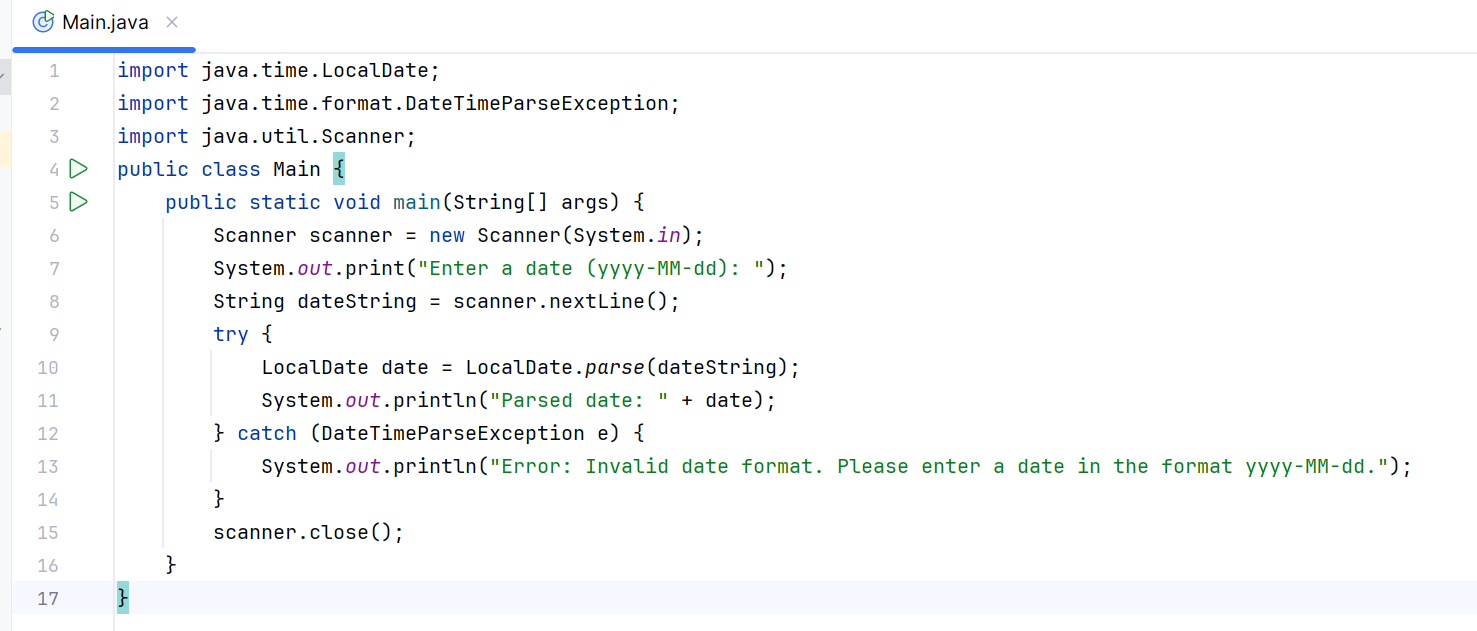 Main.java
1 import java.time.LocalDate;
2 import java.time.format.DateTimeParseException;
3 import java.util.Scanner;
4 public class Main {
5     public static void main(String[] args) {
6         Scanner scanner = new Scanner(System.in);
7         System.out.print("Enter a date (yyyy-MM-dd): ");
8         String dateString = scanner.nextLine();
9         try {
10             LocalDate date = LocalDate.parse(dateString);
11             System.out.println("Parsed date: " + date);
12         } catch (DateTimeParseException e) {
13             System.out.println("Error: Invalid date format. Please enter a date in the format yyyy-MM-dd.");
14         }
15         scanner.close();
16     }
17 }